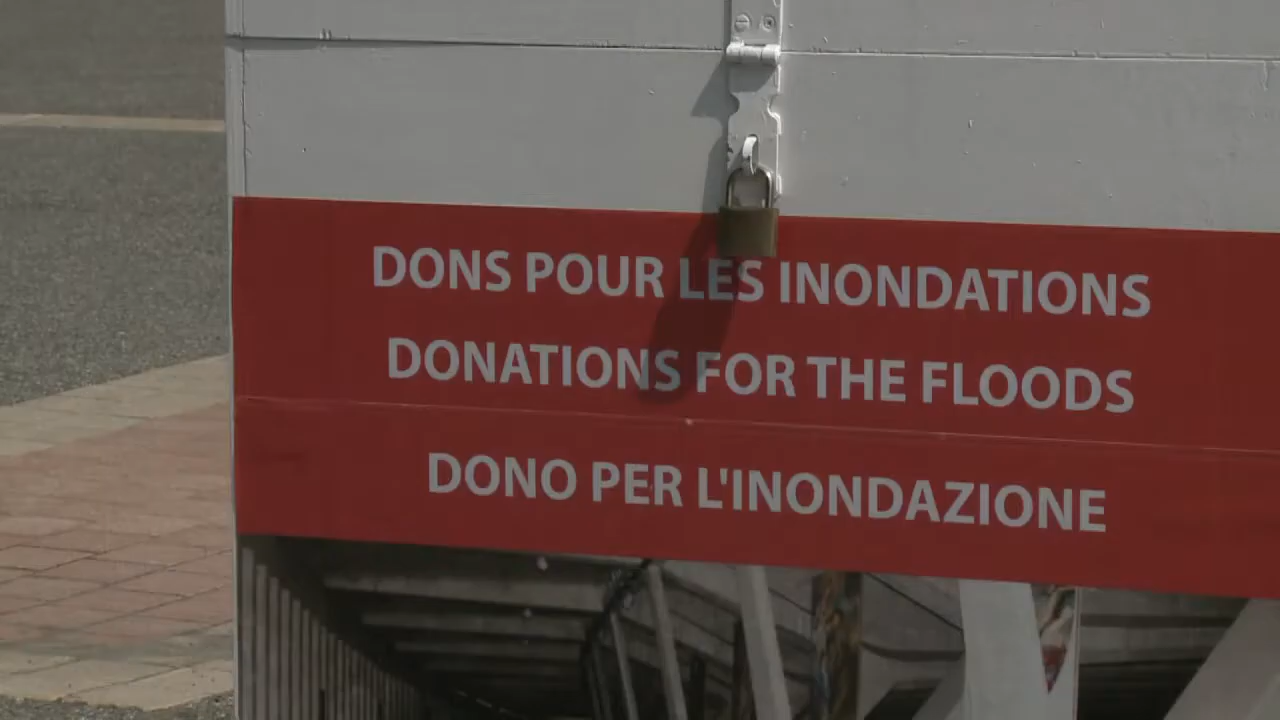 DONS POUR LES INONDATIONS
DONATIONS FOR THE FLOODS
DONO PER L'INONDAZIONE